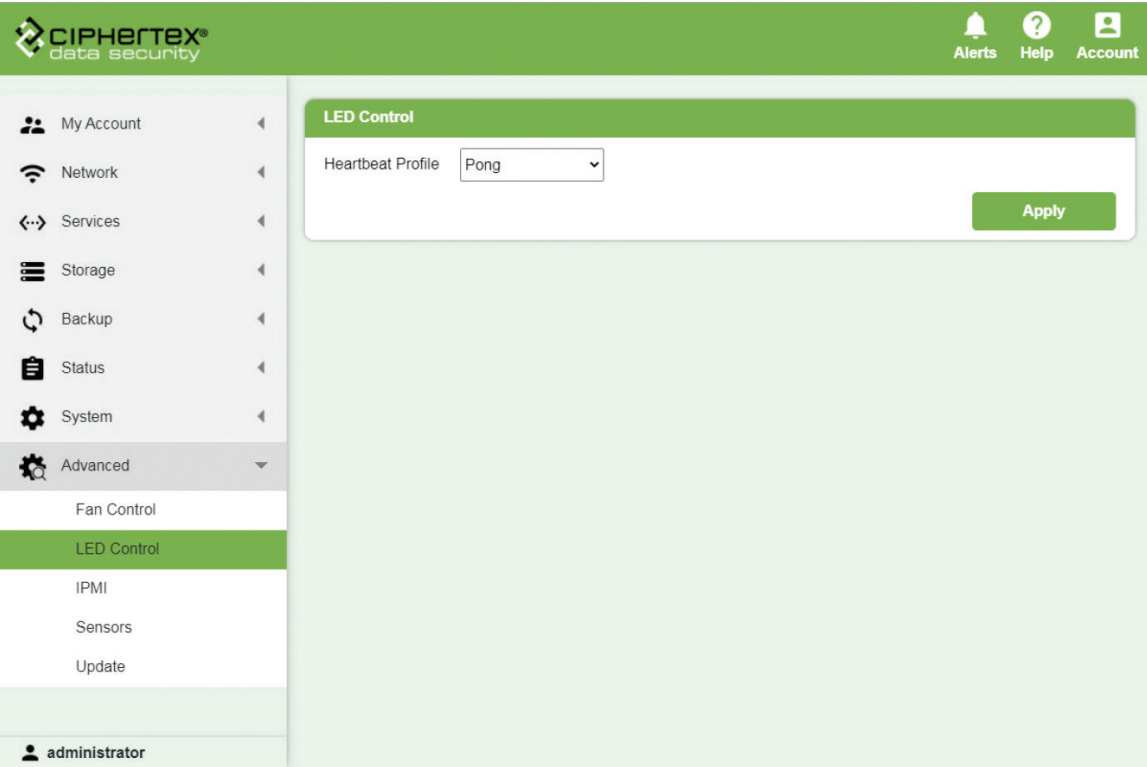 CIPHERTEX®
data security
Alerts
Help
Account
My Account
Network
Services
Storage
Backup
Status
System
Advanced
Fan Control
LED Control
IPMI
Sensors
Update
administrator
LED Control
Heartbeat Profile Pong
Apply